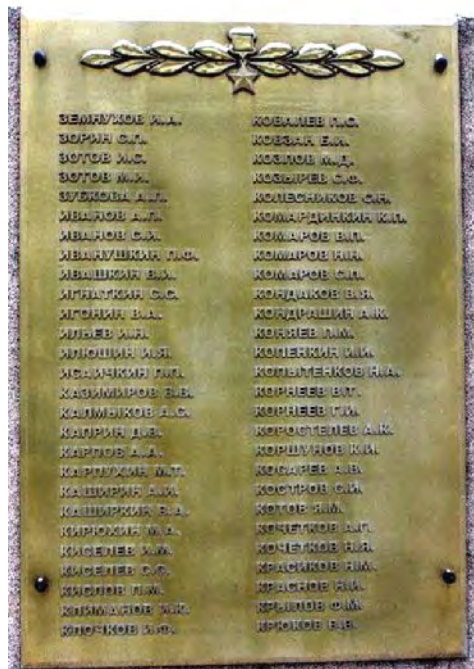 ЗЕМНУХОВ И.А.
ЗОРИН С.П.
ЗОТОВ И.С.
ЗОТОВ М.И.
ЗУБКОВА А.Л.
ИВАНОВ А.П.
ИВАНОВ С.И.
ИВАНУШКИН П.Ф.
ИВАШКИН В.И.
ИГНАТКИН С.С.
ИГОНИН В.А.
ИЛЬЕВ И.Н.
ИЛЮШИН И.Я.
ИСАИЧКИН Г.П.
КАЗИМИРОВ В.В.
КАЛМЫКОВ А.С.
КАПРИН Д.В.
КАРПОВ А.А.
КАРПУХИН М.Т.
КАШИРИН А.И.
КАШИРКИН В.А.
КИРЮХИН М.А.
КИСЕЛЕВ И.М.
КИСЕЛЕВ С.С.
КИСЛОВ П.М.
КЛИМАНОВ И.К.
КЛОЧКОВ И.Ф.
КОВАЛЕВ П.С.
КОВЗАН Б.И.
КОЗЛОВ М.Д.
КОЗЫРЕВ С.Ф.
КОЛЕСНИКОВ С.Н.
КОМАРДИНКИН К.П.
КОМАРОВ В.П.
КОМАРОВ Н.Н.
КОМАРОВ С.П.
КОНДАКОВ В.Я.
КОНДРАШИН А.К.
КОНЯЕВ П.М.
КОПЕНКИН И.И.
КОПЫТЕНКОВ Н.А.
КОРНЕЕВ В.Т.
КОРНЕЕВ Г.И.
КОРОСТЕЛЕВ А.К.
КОРШУНОВ К.И.
КОСАРЕВ А.В.
КОСТРОВ С.И.
КОТОВ Я.М.
КОЧЕТКОВ А.Г.
КОЧЕТКОВ Н.Я.
КРАСИКОВ Н.М.
КРАСНОВ Н.И.
КРЫЛОВ Ф.М.
КРЮКОВ В.В.